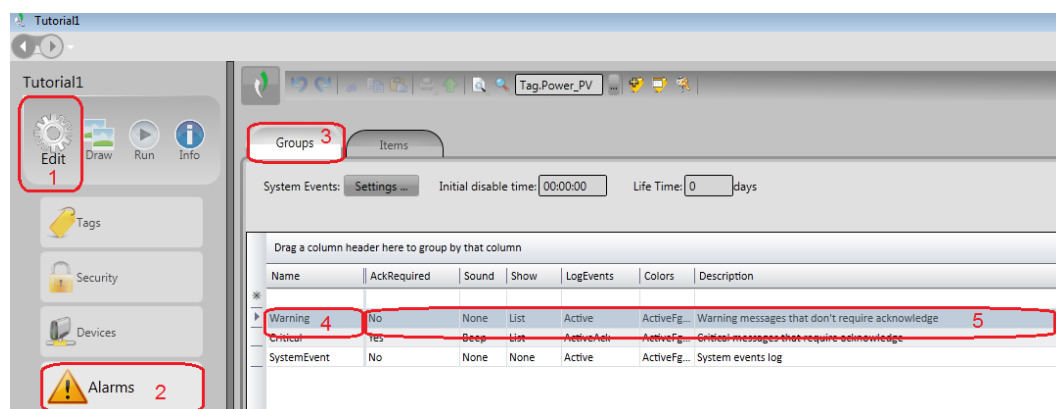 Tutorial1
Tutorial1
Edit
Draw
Run
Info
1
Tags
Security
Devices
Alarms 2
Tag.Power_PV ...
Groups 3
Items
System Events: Settings ... Initial disable time: 00:00:00 Life Time: 0 days
Drag a column header here to group by that column
Name AckRequired Sound Show LogEvents Colors Description
Warning 4 No None List Active ActiveFg... Warning messages that don't require acknowledge 5
Critical Yes Beep List ActiveAck ActiveFg... Critical messages that require acknowledge
SystemEvent No None None Active ActiveFg... System events log